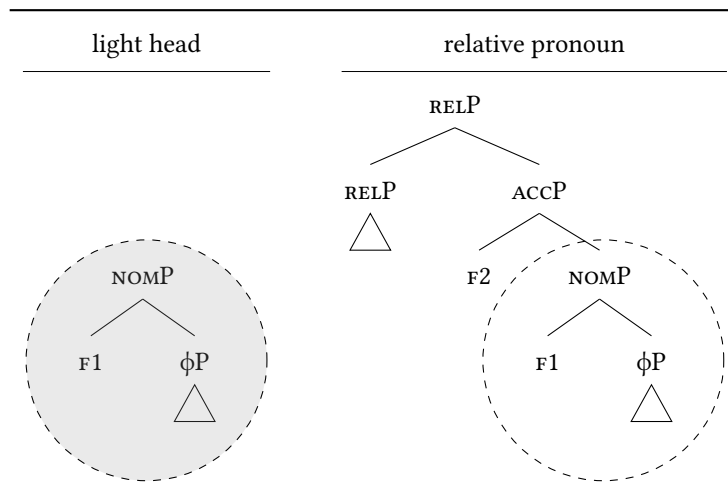 light head relative pronoun
RELP
RELP ACCP
NOMP F2 NOMP
F1 ϕP F1 ϕP